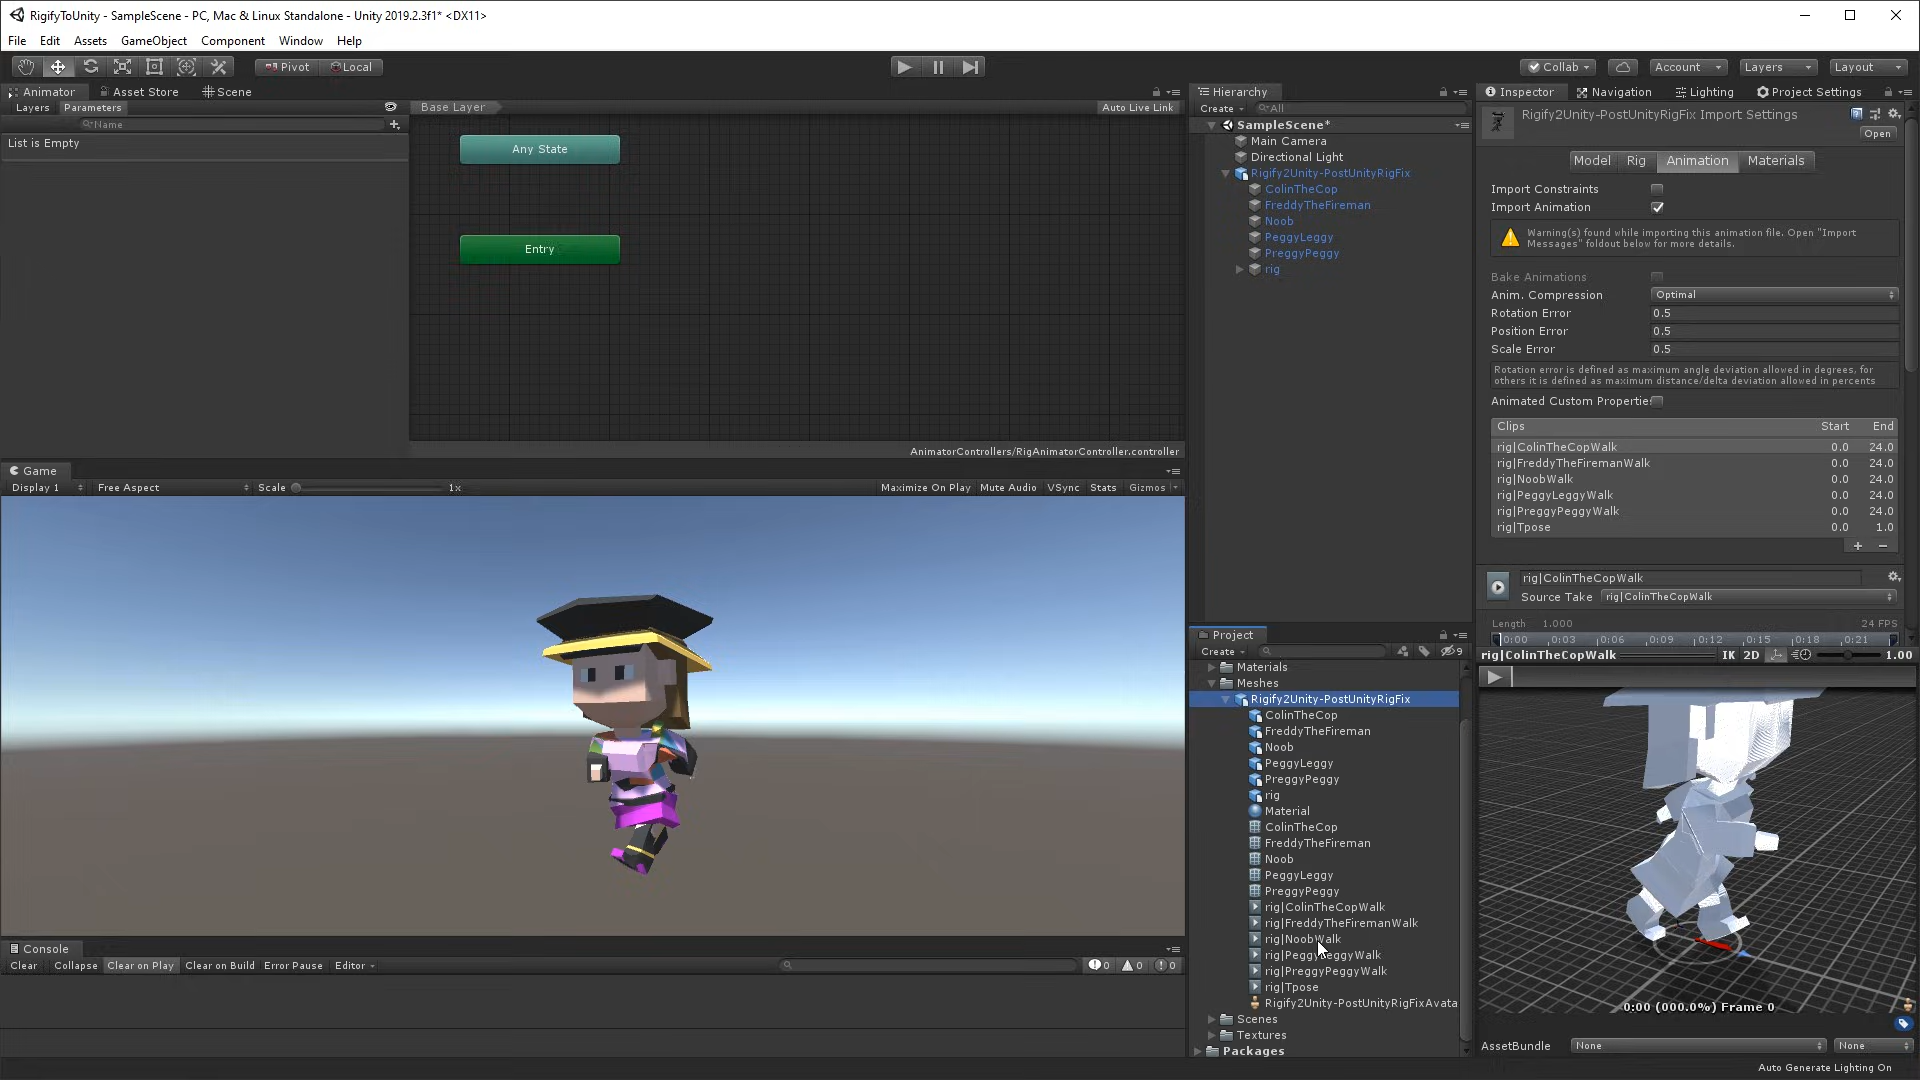 RigifyToUnity - SampleScene - PC, Mac & Linux Standalone - Unity 2019.2.3f1* <DX11>
File Edit Assets GameObject Component Window Help
Pivot Local Collab Account Layers Layout
Animator Asset Store Scene
Layers Parameters Base Layer Auto Live Link
Name
List is Empty
Any State
Entry
AnimatorControllers/RigAnimatorController.controller
Game
Display 1 Free Aspect Scale 1x Maximize On Play Mute Audio VSync Stats Gizmos
Console
Clear Collapse Clear on Play Clear on Build Error Pause Editor 0 0 0
Hierarchy
Create All
SampleScene*
Main Camera
Directional Light
Rigify2Unity-PostUnityRigFix
ColinTheCop
FreddyTheFireman
Noob
PeggyLeggy
PreggyPeggy
rig
Project
Create 9
Materials
Meshes
Rigify2Unity-PostUnityRigFix
ColinTheCop
FreddyTheFireman
Noob
PeggyLeggy
PreggyPeggy
rig
Material
ColinTheCop
FreddyTheFireman
Noob
PeggyLeggy
PreggyPeggy
rig|ColinTheCopWalk
rig|FreddyTheFiremanWalk
rig|NoobWalk
rig|PeggyLeggyWalk
rig|PreggyPeggyWalk
rig|Tpose
Rigify2Unity-PostUnityRigFixAvata
Scenes
Textures
Packages
Inspector Navigation Lighting Project Settings
Rigify2Unity-PostUnityRigFix Import Settings
Open
Model Rig Animation Materials
Import Constraints
Import Animation
Warning(s) found while importing this animation file. Open "Import
Messages" foldout below for more details.
Bake Animations
Anim. Compression Optimal
Rotation Error 0.5
Position Error 0.5
Scale Error 0.5
Rotation error is defined as maximum angle deviation allowed in degrees, for
others it is defined as maximum distance/delta deviation allowed in percents
Animated Custom Propertie
Clips Start End
rig|ColinTheCopWalk 0.0 24.0
rig|FreddyTheFiremanWalk 0.0 24.0
rig|NoobWalk 0.0 24.0
rig|PeggyLeggyWalk 0.0 24.0
rig|PreggyPeggyWalk 0.0 24.0
rig|Tpose 0.0 1.0
rig|ColinTheCopWalk
Source Take rig|ColinTheCopWalk
Length 1.000 24 FPS
0:00 0:03 0:06 0:09 0:12 0:15 0:18 0:21
rig|ColinTheCopWalk IK 2D 1.00
0:00 (000.0%) Frame 0
AssetBundle None None
Auto Generate Lighting On